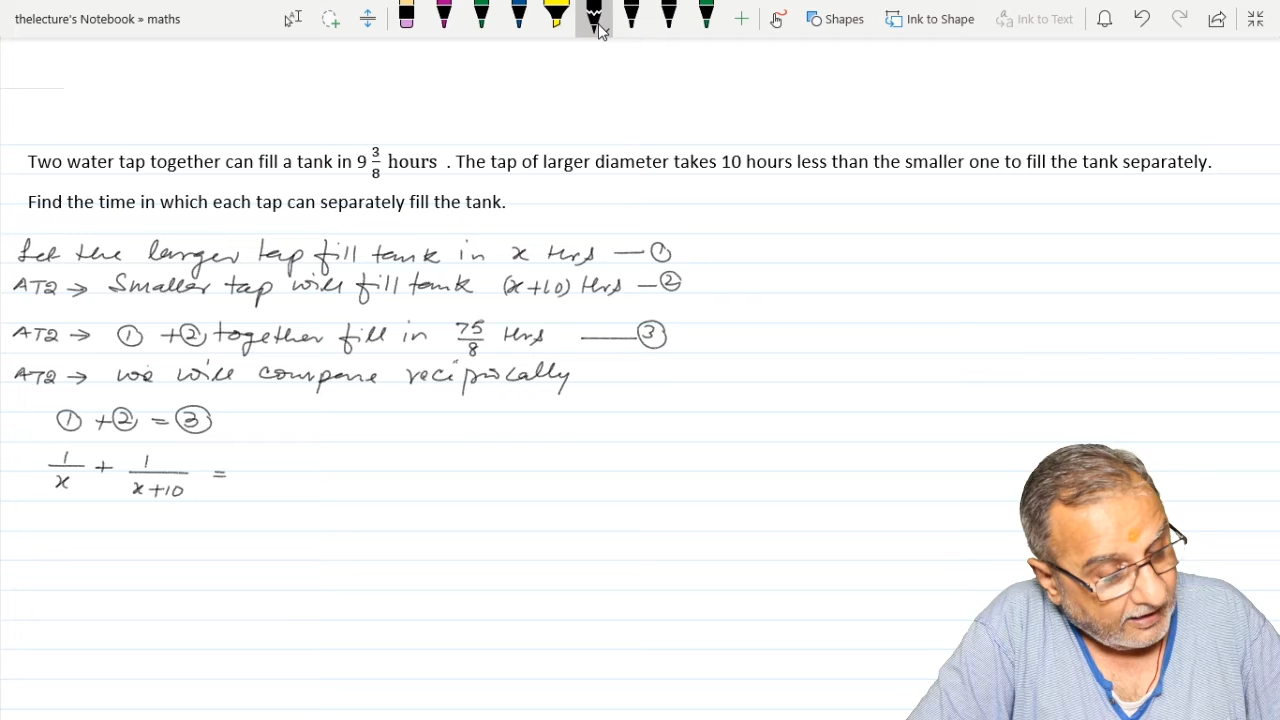 thelecture's Notebook » maths
Shapes Ink to Shape Ink to Text
Two water tap together can fill a tank in 9 3/8 hours . The tap of larger diameter takes 10 hours less than the smaller one to fill the tank separately.
Find the time in which each tap can separately fill the tank.
Let the larger tap fill tank in x Hrs — ①
ATQ → Smaller tap will fill tank (x+10) Hrs — ②
ATQ → ① + ② together fill in 75/8 Hrs — ③
ATQ → we will compare reciprocally
① + ② = ③
1/x + 1/x+10 =